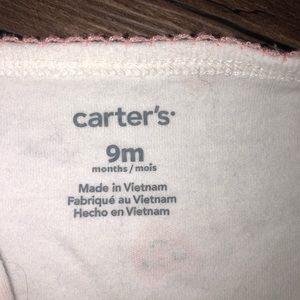 carter's
9m
months / mois
Made in Vietnam
Fabriqué au Vietnam
Hecho en Vietnam